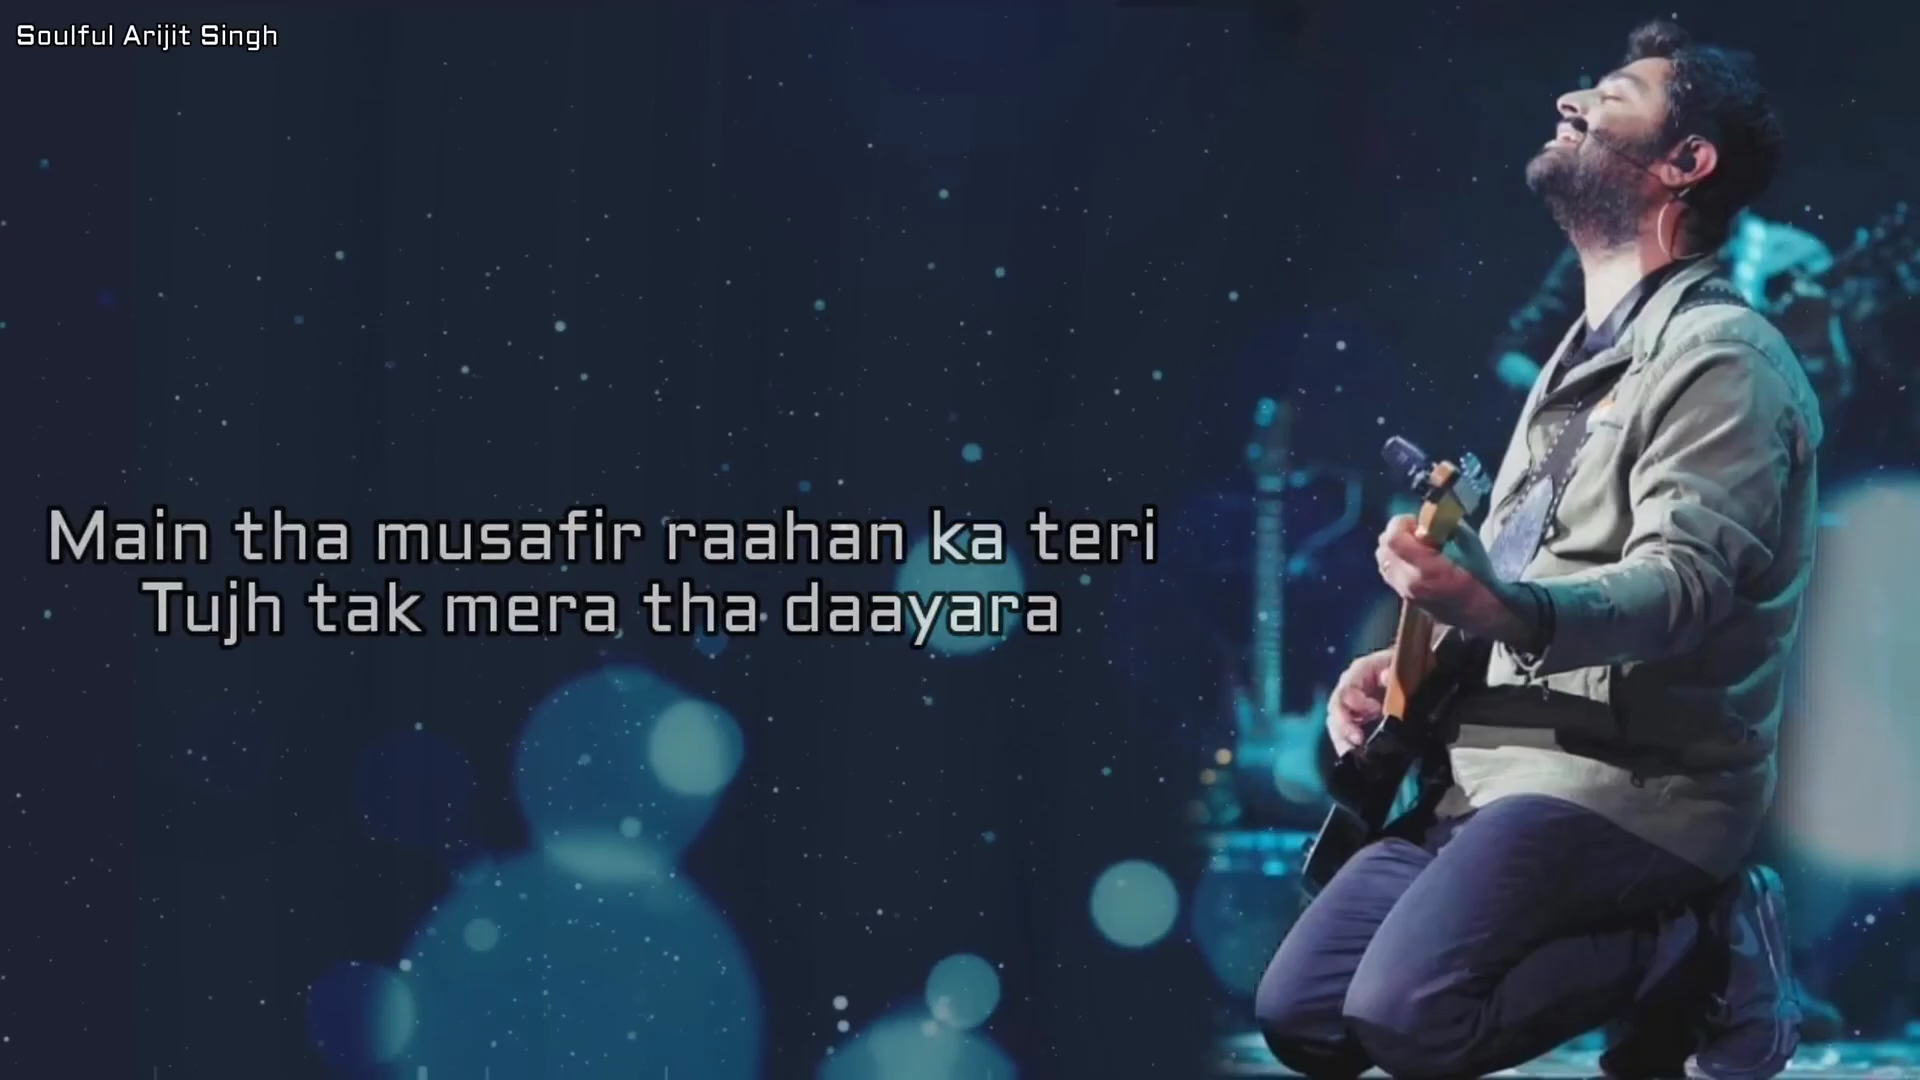 Soulful Arijit Singh
Main tha musafir raahan ka teri
Tujh tak mera tha daayara